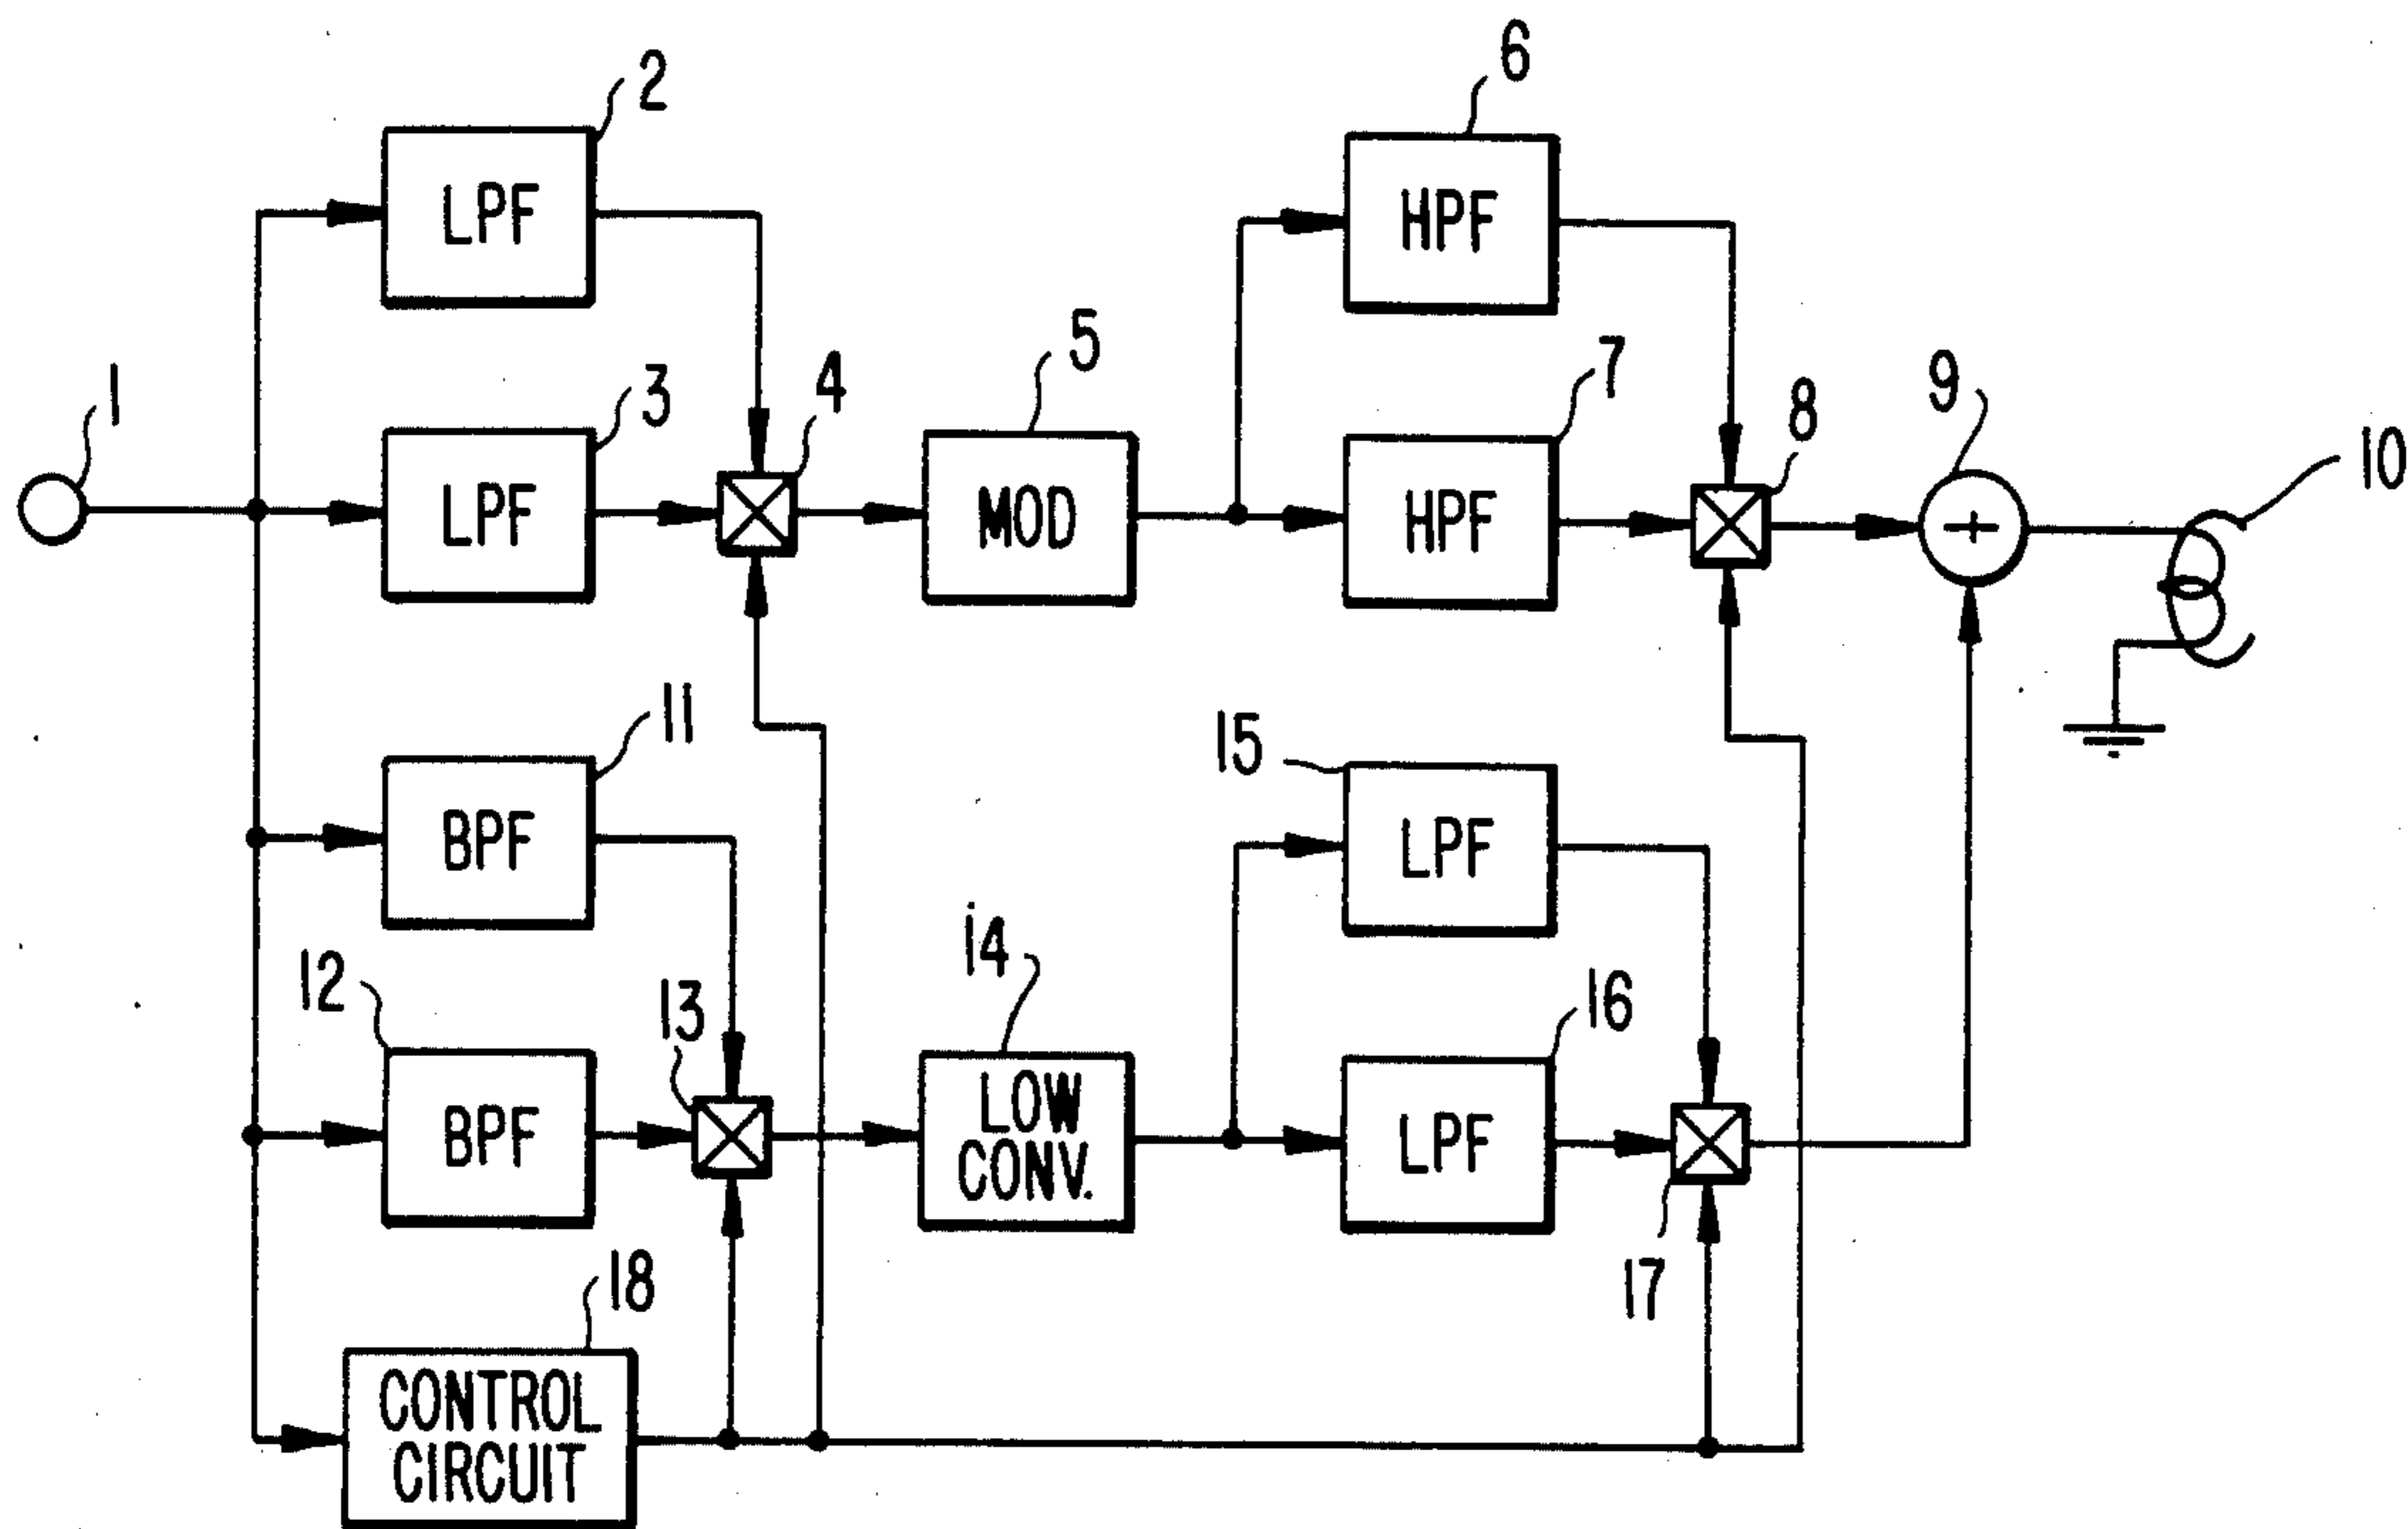 2
6
LPF
HPF
1
3
4
5
7
8
9
10
LPF
MOD
HPF
+
11
15
BPF
LPF
12
13
14
16
BPF
LOW
CONV.
LPF
17
18
CONTROL
CIRCUIT